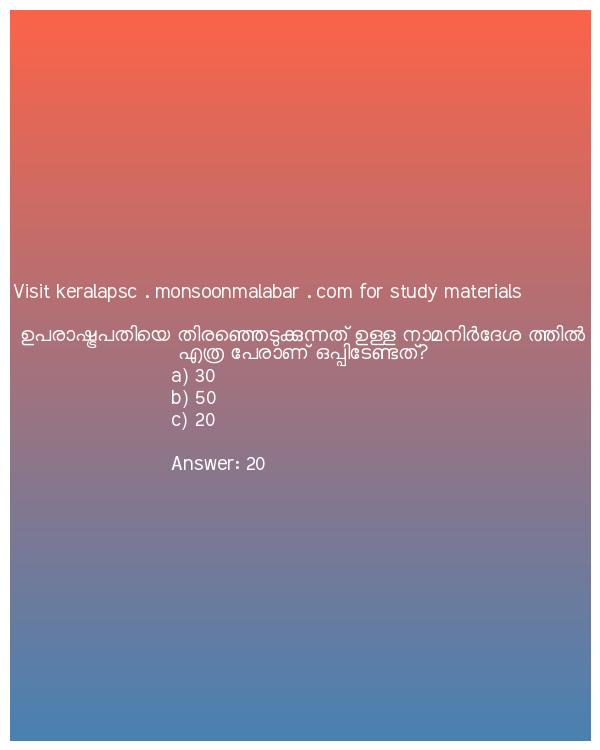 Visit keralapsc . monsoonmalabar . com for study materials
ഉപരാഷ്ട്രപതിയെ തിരഞ്ഞെടുക്കുന്നത് ഉള്ള നാമനിർദേശ ത്തിൽ
എത്ര പേരാണ് ഒപ്പിടേണ്ടത്?
a) 30
b) 50
c) 20
Answer: 20